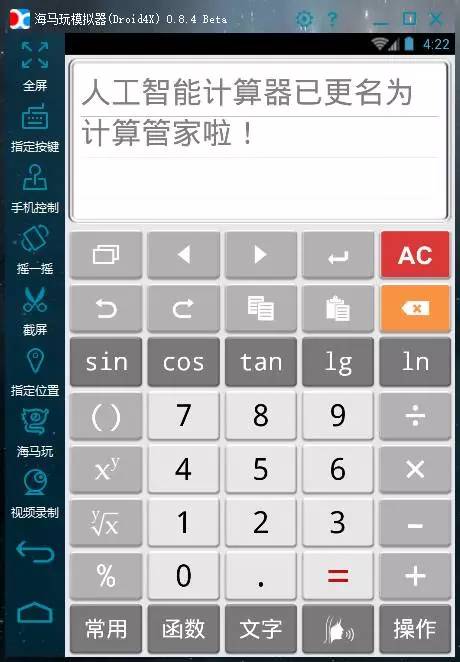 海马玩模拟器(Droid4X) 0.8.4 Beta
4:22
全屏
指定按键
手机控制
摇一摇
截屏
指定位置
海马玩
视频录制
人工智能计算器已更名为
计算管家啦！
AC
sin cos tan lg ln
( ) 7 8 9 ÷
xʸ 4 5 6 ×
ʸ√x 1 2 3 -
% 0 . = +
常用 函数 文字 操作